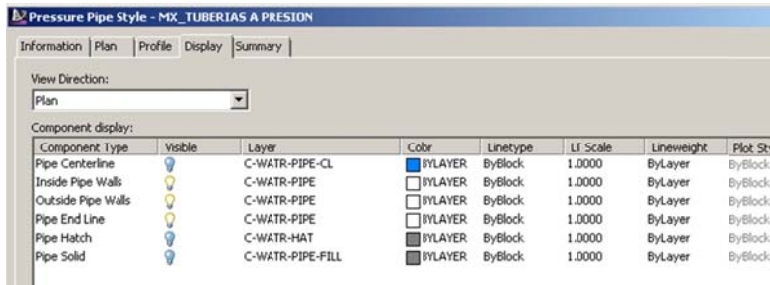 Pressure Pipe Style - MX_TUBERIAS A PRESION
Information Plan Profile Display Summary
View Direction:
Plan
Component display:
Component Type Visible Layer Color Linetype LT Scale Lineweight Plot St
Pipe Centerline C-WATR-PIPE-CL BYLAYER ByBlock 1.0000 ByLayer ByBlock
Inside Pipe Walls C-WATR-PIPE BYLAYER ByBlock 1.0000 ByLayer ByBlock
Outside Pipe Walls C-WATR-PIPE BYLAYER ByBlock 1.0000 ByLayer ByBlock
Pipe End Line C-WATR-PIPE BYLAYER ByBlock 1.0000 ByLayer ByBlock
Pipe Hatch C-WATR-HAT BYLAYER ByBlock 1.0000 ByLayer ByBlock
Pipe Solid C-WATR-PIPE-FILL BYLAYER ByBlock 1.0000 ByLayer ByBlock